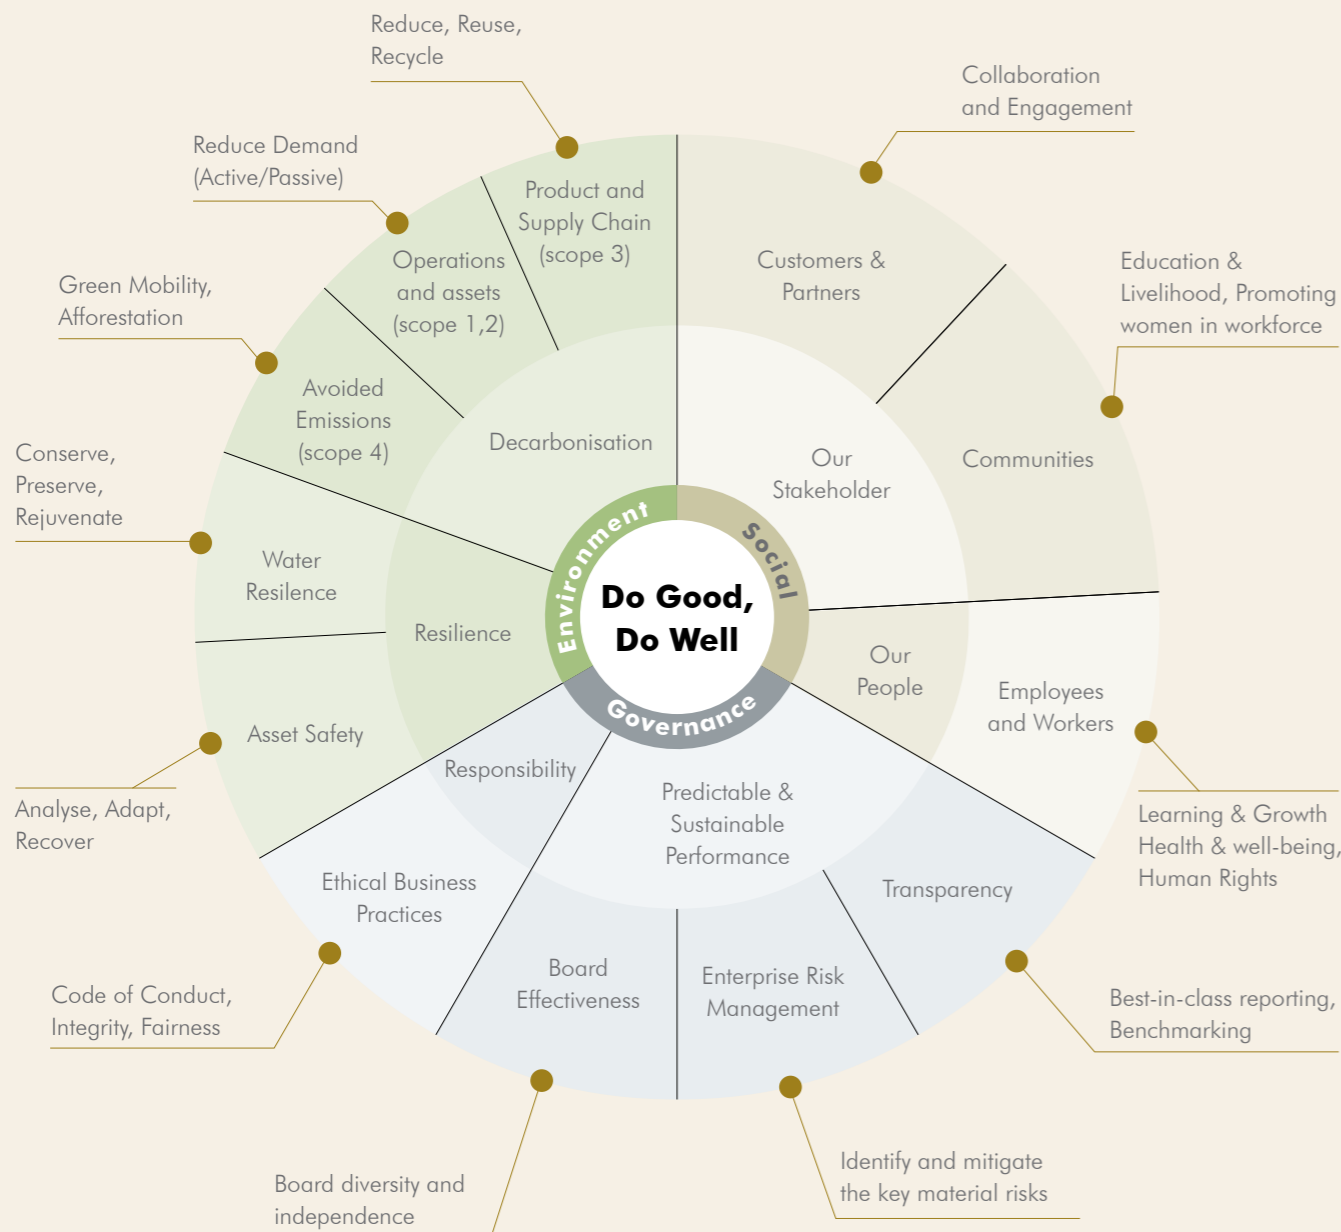 Reduce, Reuse,
Recycle
Collaboration
and Engagement
Reduce Demand
(Active/Passive)
Product and
Supply Chain
(scope 3)
Operations
and assets
(scope 1,2)
Customers &
Partners
Education &
Livelihood, Promoting
women in workforce
Green Mobility,
Afforestation
Avoided
Emissions
(scope 4)
Decarbonisation
Our
Stakeholder
Communities
Conserve,
Preserve,
Rejuvenate
Water
Resilence
Resilience
Environment
Social
Governance
Do Good,
Do Well
Our
People
Employees
and Workers
Asset Safety
Analyse, Adapt,
Recover
Responsibility
Predictable &
Sustainable
Performance
Learning & Growth
Health & well-being,
Human Rights
Ethical Business
Practices
Transparency
Board
Effectiveness
Enterprise Risk
Management
Code of Conduct,
Integrity, Fairness
Best-in-class reporting,
Benchmarking
Board diversity and
independence
Identify and mitigate
the key material risks